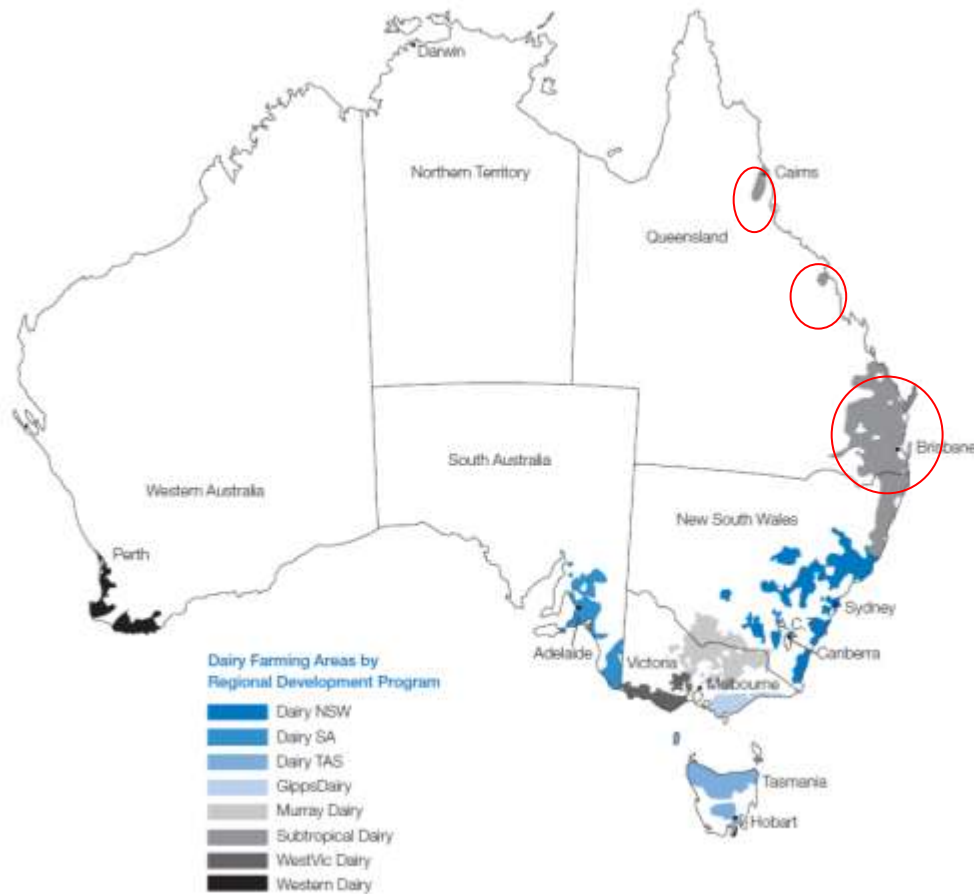 Darwin
Northern Territory
Cairns
Queensland
Western Australia
South Australia
Brisbane
New South Wales
Perth
Sydney
A.C.T
Canberra
Adelaide
Victoria
Melbourne
Tasmania
Hobart
Dairy Farming Areas by
Regional Development Program
Dairy NSW
Dairy SA
Dairy TAS
GippsDairy
Murray Dairy
Subtropical Dairy
WestVic Dairy
Western Dairy